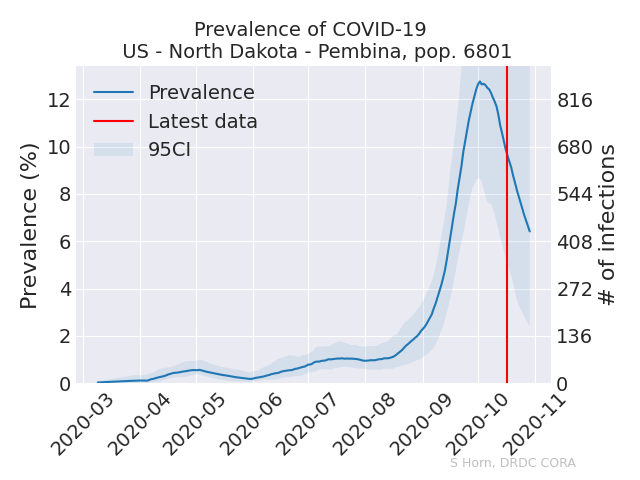 Prevalence of COVID-19
US - North Dakota - Pembina, pop. 6801
Prevalence
Latest data
95CI
Prevalence (%)
12
10
8
6
4
2
0
816
680
544
408
272
136
0
# of infections
2020-03
2020-04
2020-05
2020-06
2020-07
2020-08
2020-09
2020-10
2020-11
S Horn, DRDC CORA